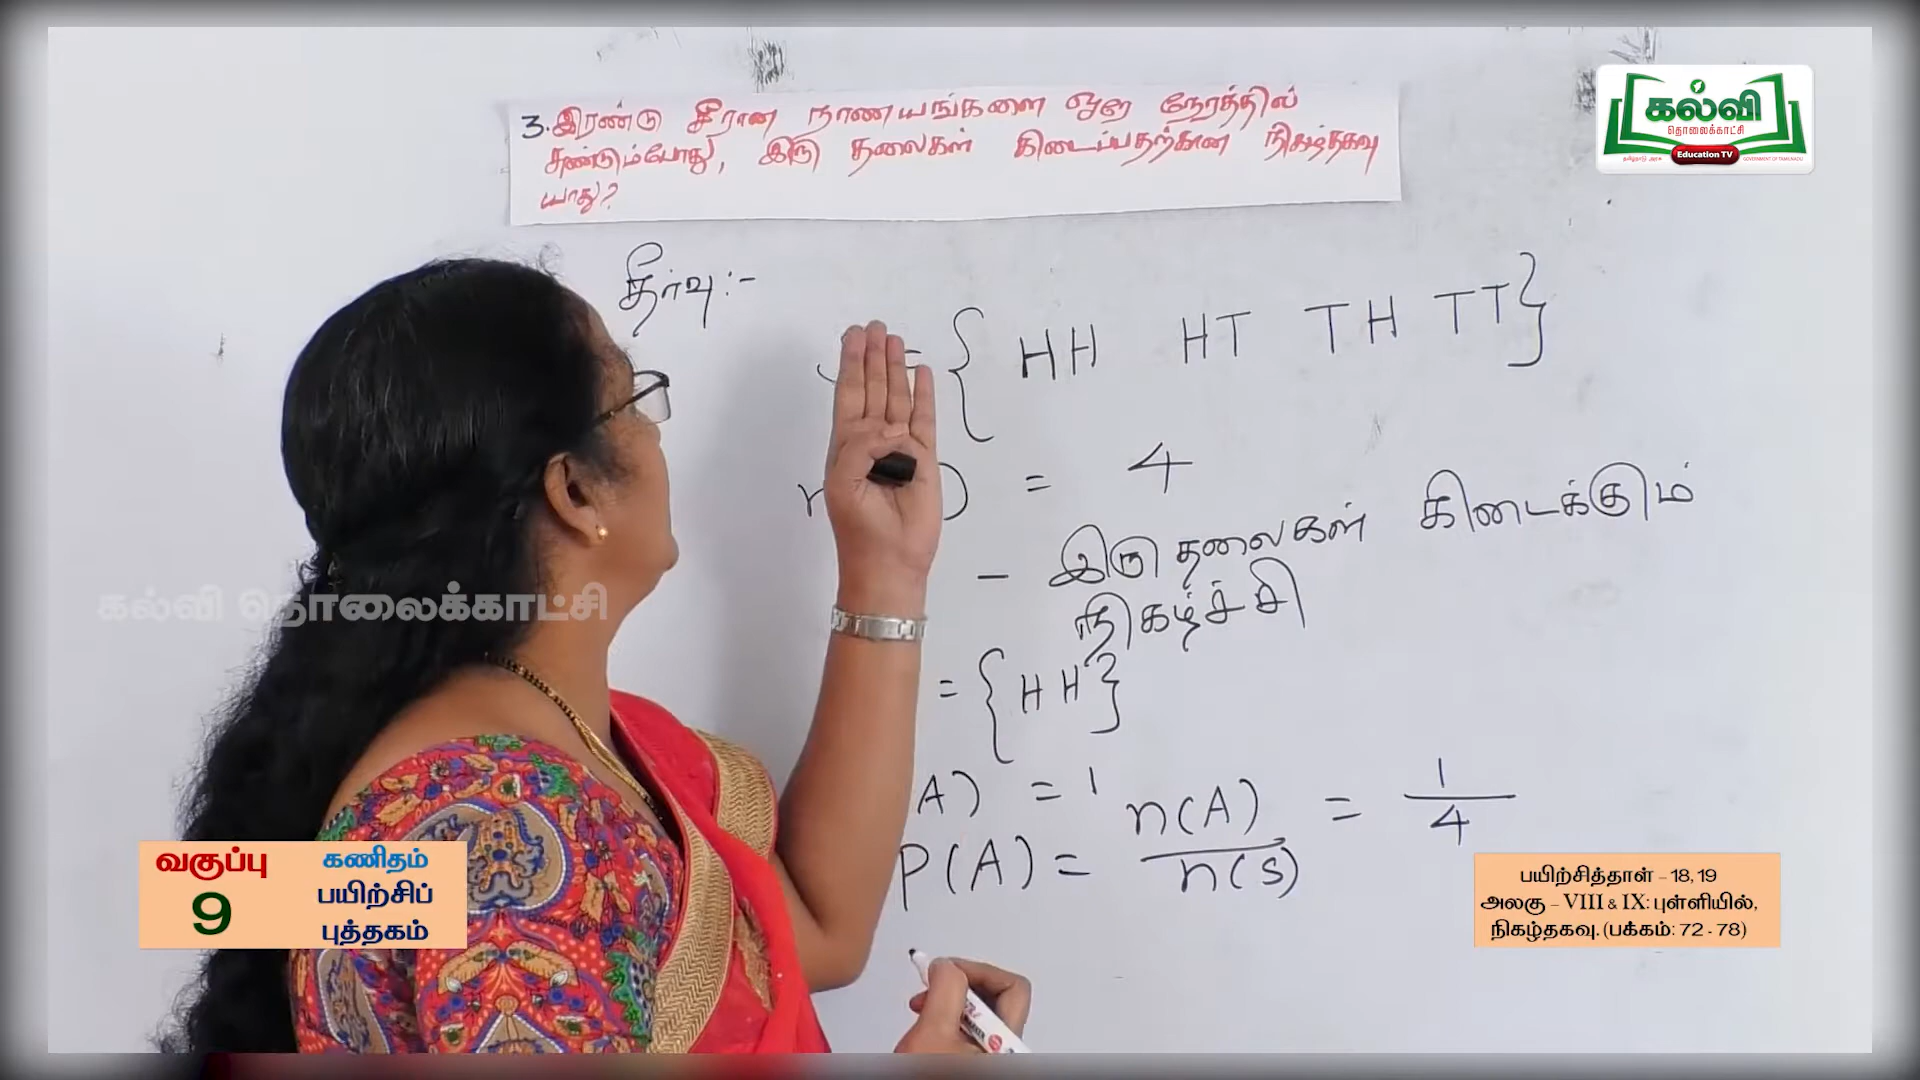 3. இரண்டு சீரான நாணயங்களை ஒரே நேரத்தில்
சுண்டும்போது, இரு தலைகள் கிடைப்பதற்கான நிகழ்தகவு
யாது?
தீர்வு:-
= { HH HT TH TT }
) = 4
– இரு தலைகள் கிடைக்கும்
நிகழ்ச்சி
= { H H }
A) = 1
P(A) = n(A) / n(S) = 1/4
கல்வி
தொலைக்காட்சி
Education TV
கல்வி தொலைக்காட்சி
வகுப்பு
9
கணிதம்
பயிற்சிப்
புத்தகம்
பயிற்சித்தாள் – 18, 19
அலகு – VIII & IX: புள்ளியில்,
நிகழ்தகவு. (பக்கம்: 72 - 78)